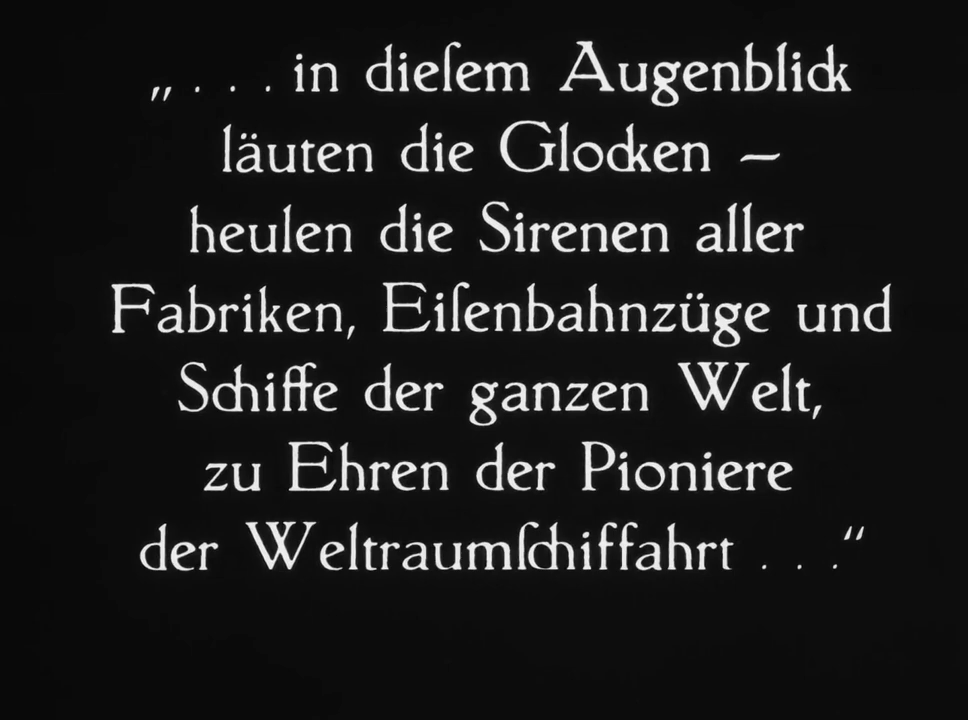 „ . . . in dieſem Augenblick
läuten die Glocken —
heulen die Sirenen aller
Fabriken, Eiſenbahnzüge und
Schiffe der ganzen Welt,
zu Ehren der Pioniere
der Weltraumſchiffahrt . . .“